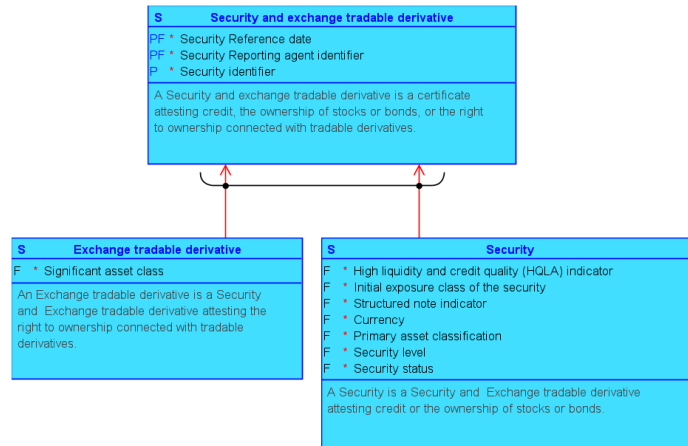 S Security and exchange tradable derivative
PF * Security Reference date
PF * Security Reporting agent identifier
P * Security identifier
A Security and exchange tradable derivative is a certificate
attesting credit, the ownership of stocks or bonds, or the right
to ownership connected with tradable derivatives.
S Exchange tradable derivative
F * Significant asset class
An Exchange tradable derivative is a Security
and Exchange tradable derivative attesting the
right to ownership connected with tradable
derivatives.
S Security
F * High liquidity and credit quality (HQLA) indicator
F * Initial exposure class of the security
F * Structured note indicator
F * Currency
F * Primary asset classification
F * Security level
F * Security status
A Security is a Security and Exchange tradable derivative
attesting credit or the ownership of stocks or bonds.